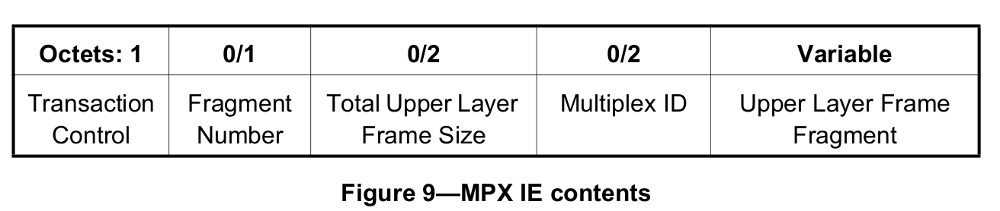 Octets: 1 0/1 0/2 0/2 Variable
Transaction Control Fragment Number Total Upper Layer Frame Size Multiplex ID Upper Layer Frame Fragment
Figure 9—MPX IE contents